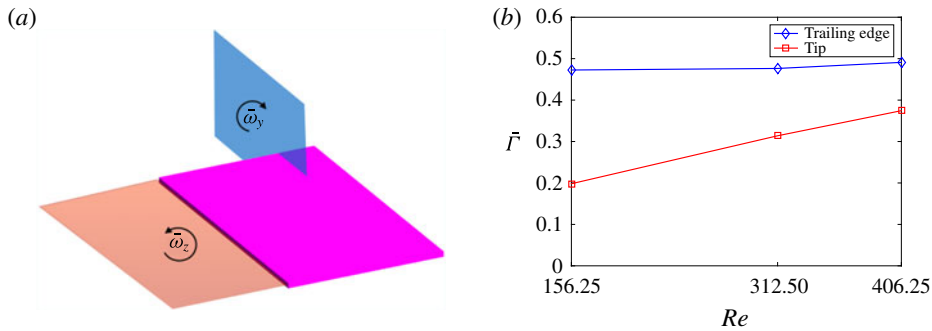 (a)
ω̄y
ω̄z
(b)
0.6
0.5
0.4
0.3
0.2
0.1
0
Γ̄
Trailing edge
Tip
156.25 312.50 406.25
Re